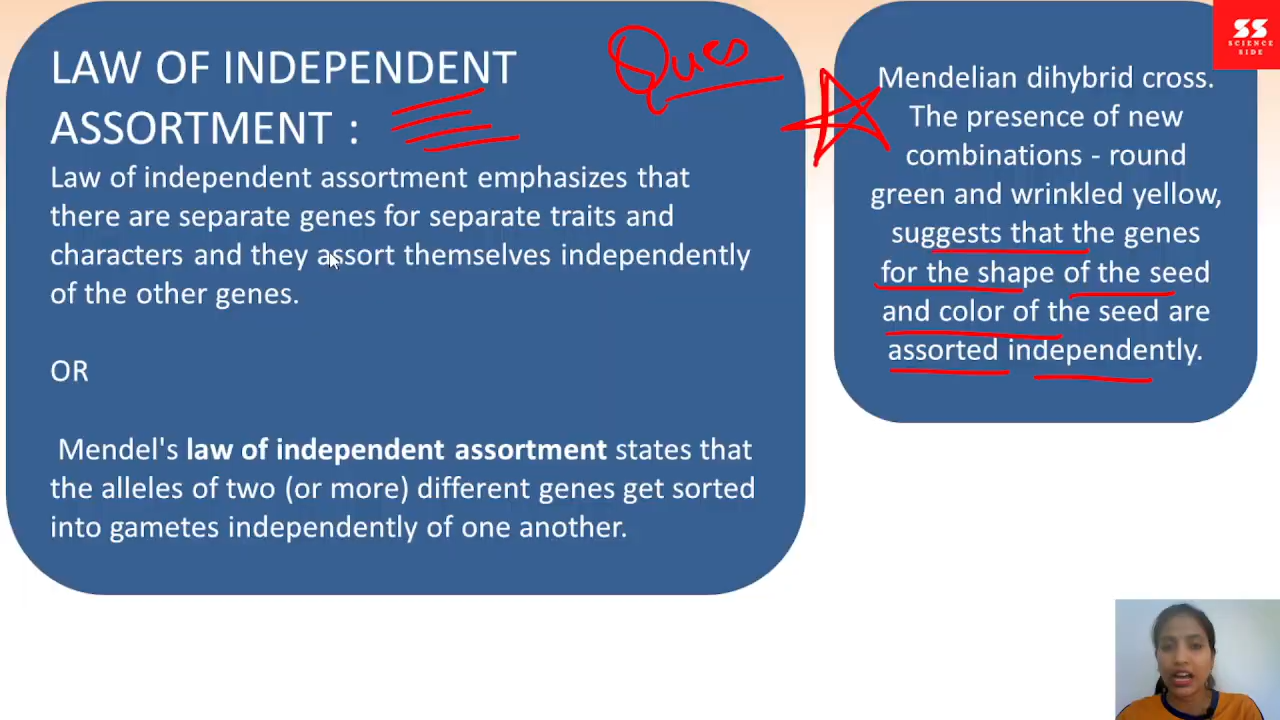 LAW OF INDEPENDENT
ASSORTMENT :
Law of independent assortment emphasizes that
there are separate genes for separate traits and
characters and they assort themselves independently
of the other genes.
OR
Mendel's law of independent assortment states that
the alleles of two (or more) different genes get sorted
into gametes independently of one another.
Ques
Mendelian dihybrid cross.
The presence of new
combinations - round
green and wrinkled yellow,
suggests that the genes
for the shape of the seed
and color of the seed are
assorted independently.
SS
SCIENCE
SIDE